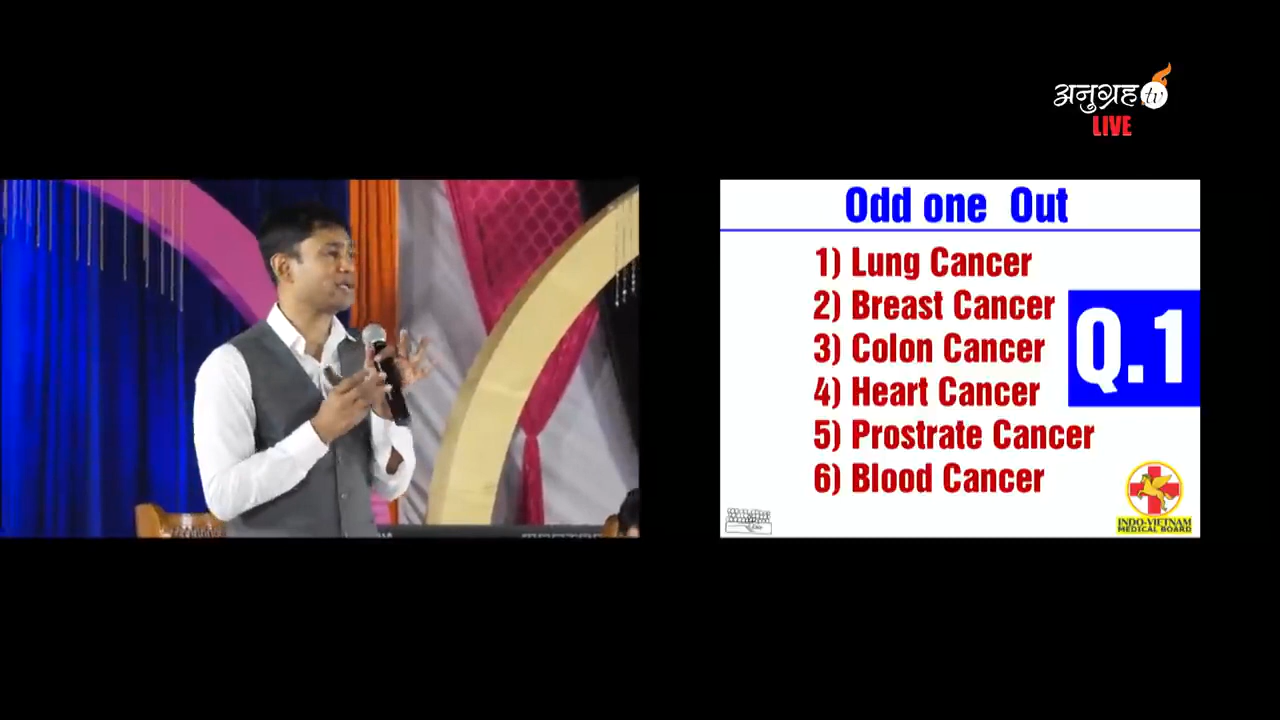 अनुग्रह tv
LIVE
Odd one Out
1) Lung Cancer
2) Breast Cancer
3) Colon Cancer
4) Heart Cancer
5) Prostrate Cancer
6) Blood Cancer
Q.1
INDO-VIETNAM
MEDICAL BOARD